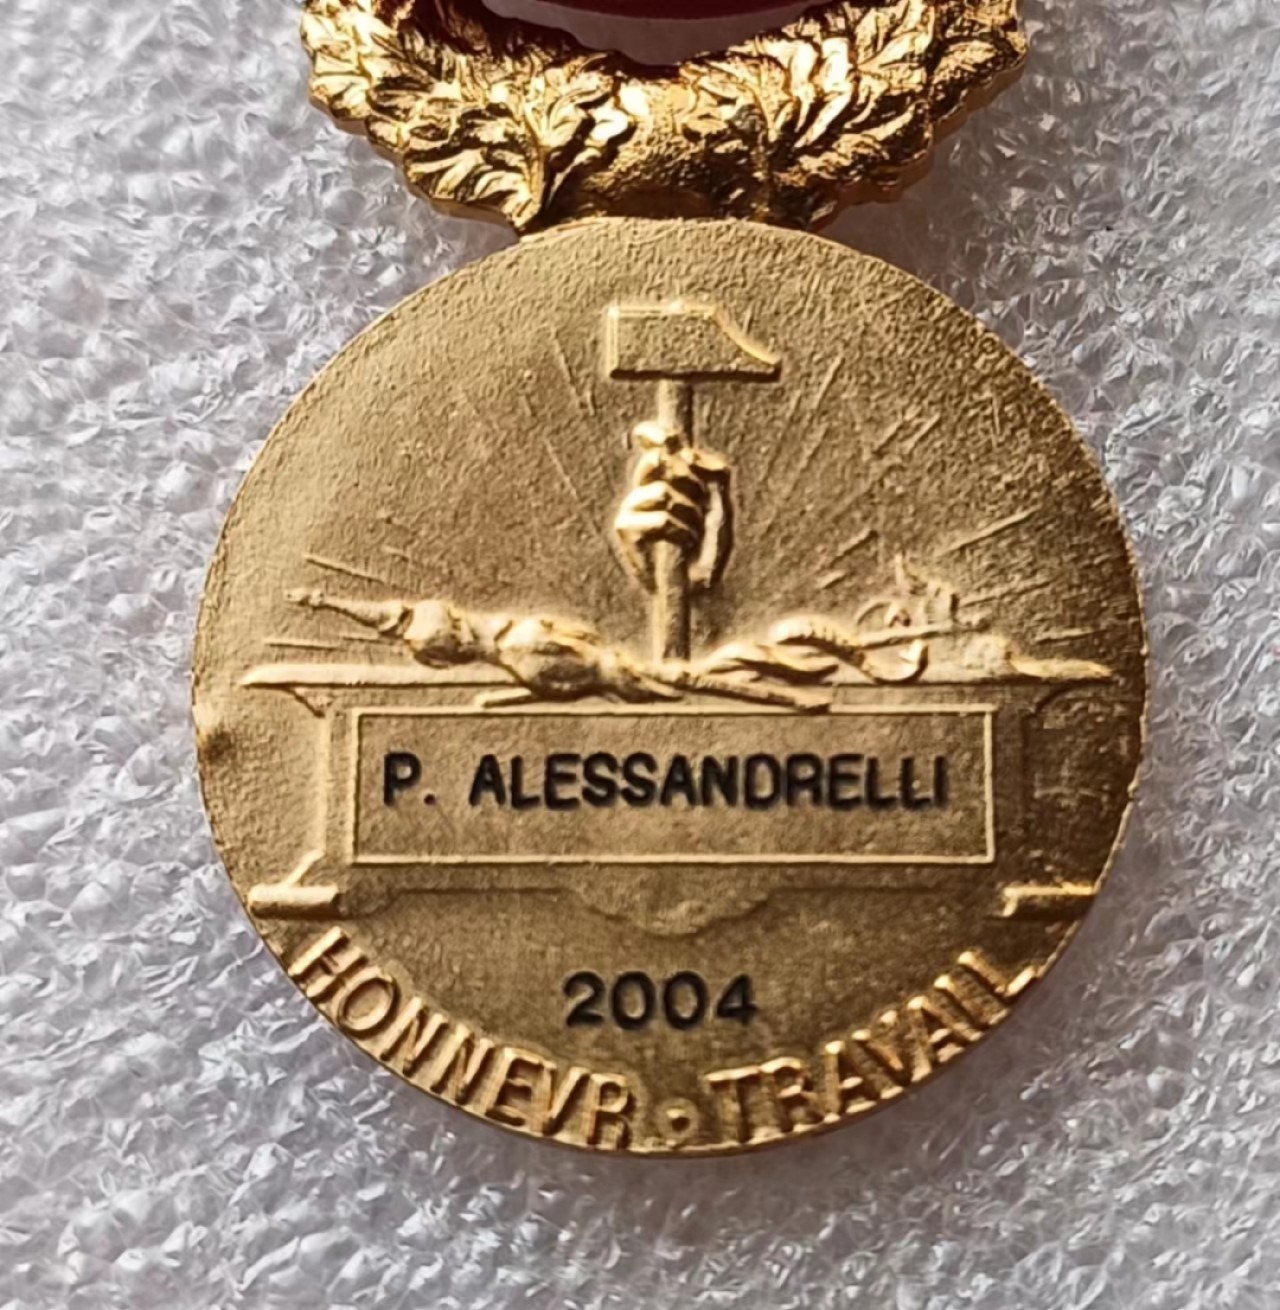 P. ALESSANDRELLI
2004
HONNEVR • TRAVAIL